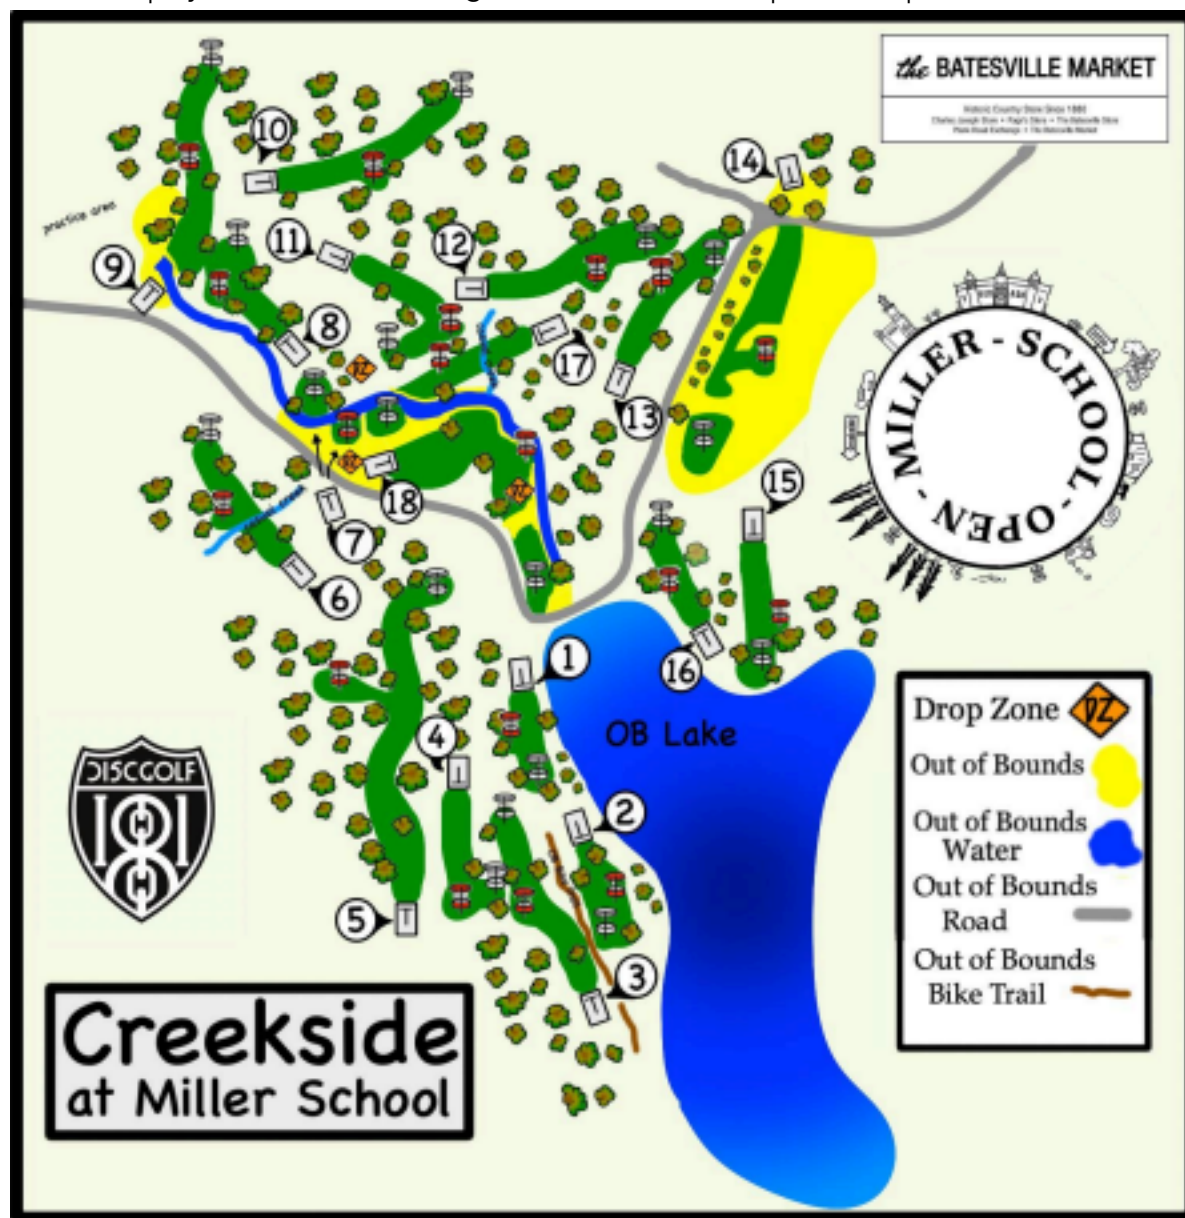 the BATESVILLE MARKET
Historic Country Store Since 1883
10
14
practice area
11
12
9
8
17
13
DZ
DZ
18
15
DZ
7
6
MILLER - SCHOOL - OPEN -
1
16
OB Lake
4
2
5
3
DISCGOLF
Drop Zone DZ
Out of Bounds
Out of Bounds
Water
Out of Bounds
Road
Out of Bounds
Bike Trail
Creekside
at Miller School